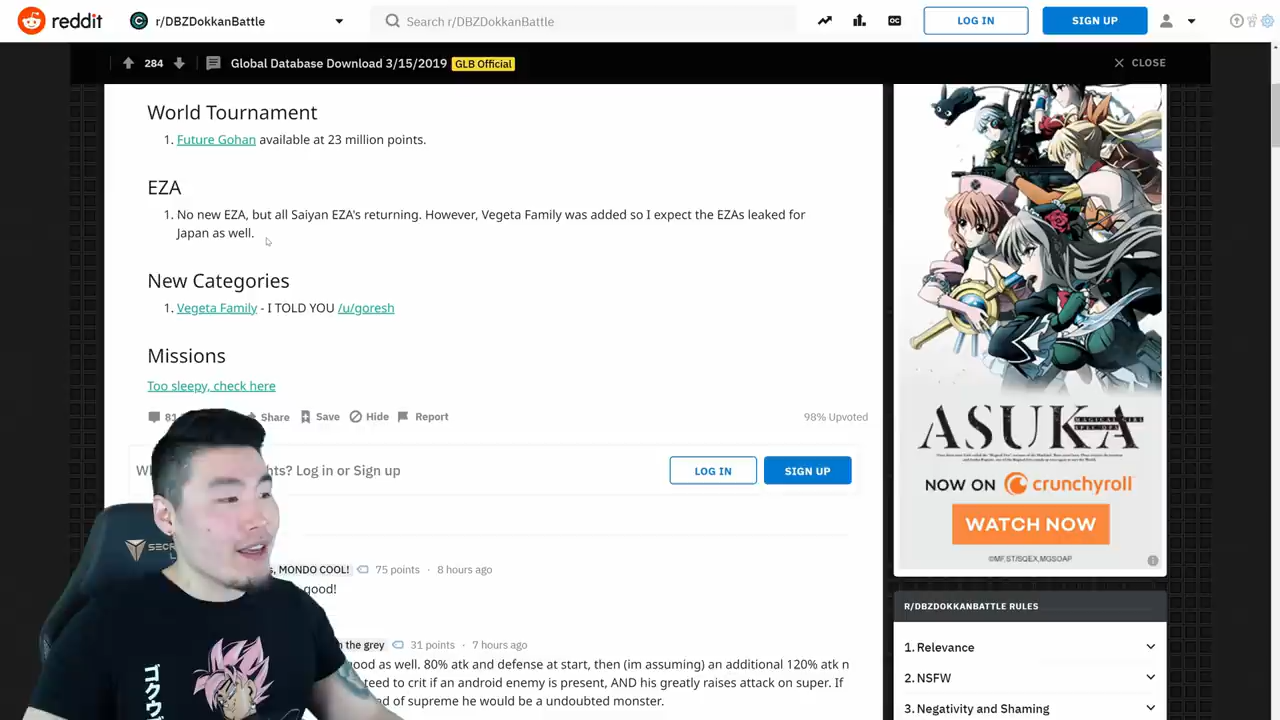 reddit
r/DBZDokkanBattle
Search r/DBZDokkanBattle
LOG IN
SIGN UP
284
Global Database Download 3/15/2019
GLB Official
CLOSE
World Tournament
1. Future Gohan available at 23 million points.
EZA
1. No new EZA, but all Saiyan EZA's returning. However, Vegeta Family was added so I expect the EZAs leaked for
Japan as well.
New Categories
1. Vegeta Family - I TOLD YOU /u/goresh
Missions
Too sleepy, check here
Share
Save
Hide
Report
98% Upvoted
Log in or Sign up
LOG IN
SIGN UP
MONDO COOL!
75 points · 8 hours ago
good!
the grey
31 points · 7 hours ago
as well. 80% atk defense at start, then (im assuming) an additional 120% atk n
to it if an android enemy is present, AND his greatly raises attack on super. If
of supreme he would be a undoubted monster.
ASUKA
NOW ON crunchyroll
WATCH NOW
©MF,ST/SQEX,MGSOAP
R/DBZDOKKANBATTLE RULES
1. Relevance
2. NSFW
3. Negativity and Shaming